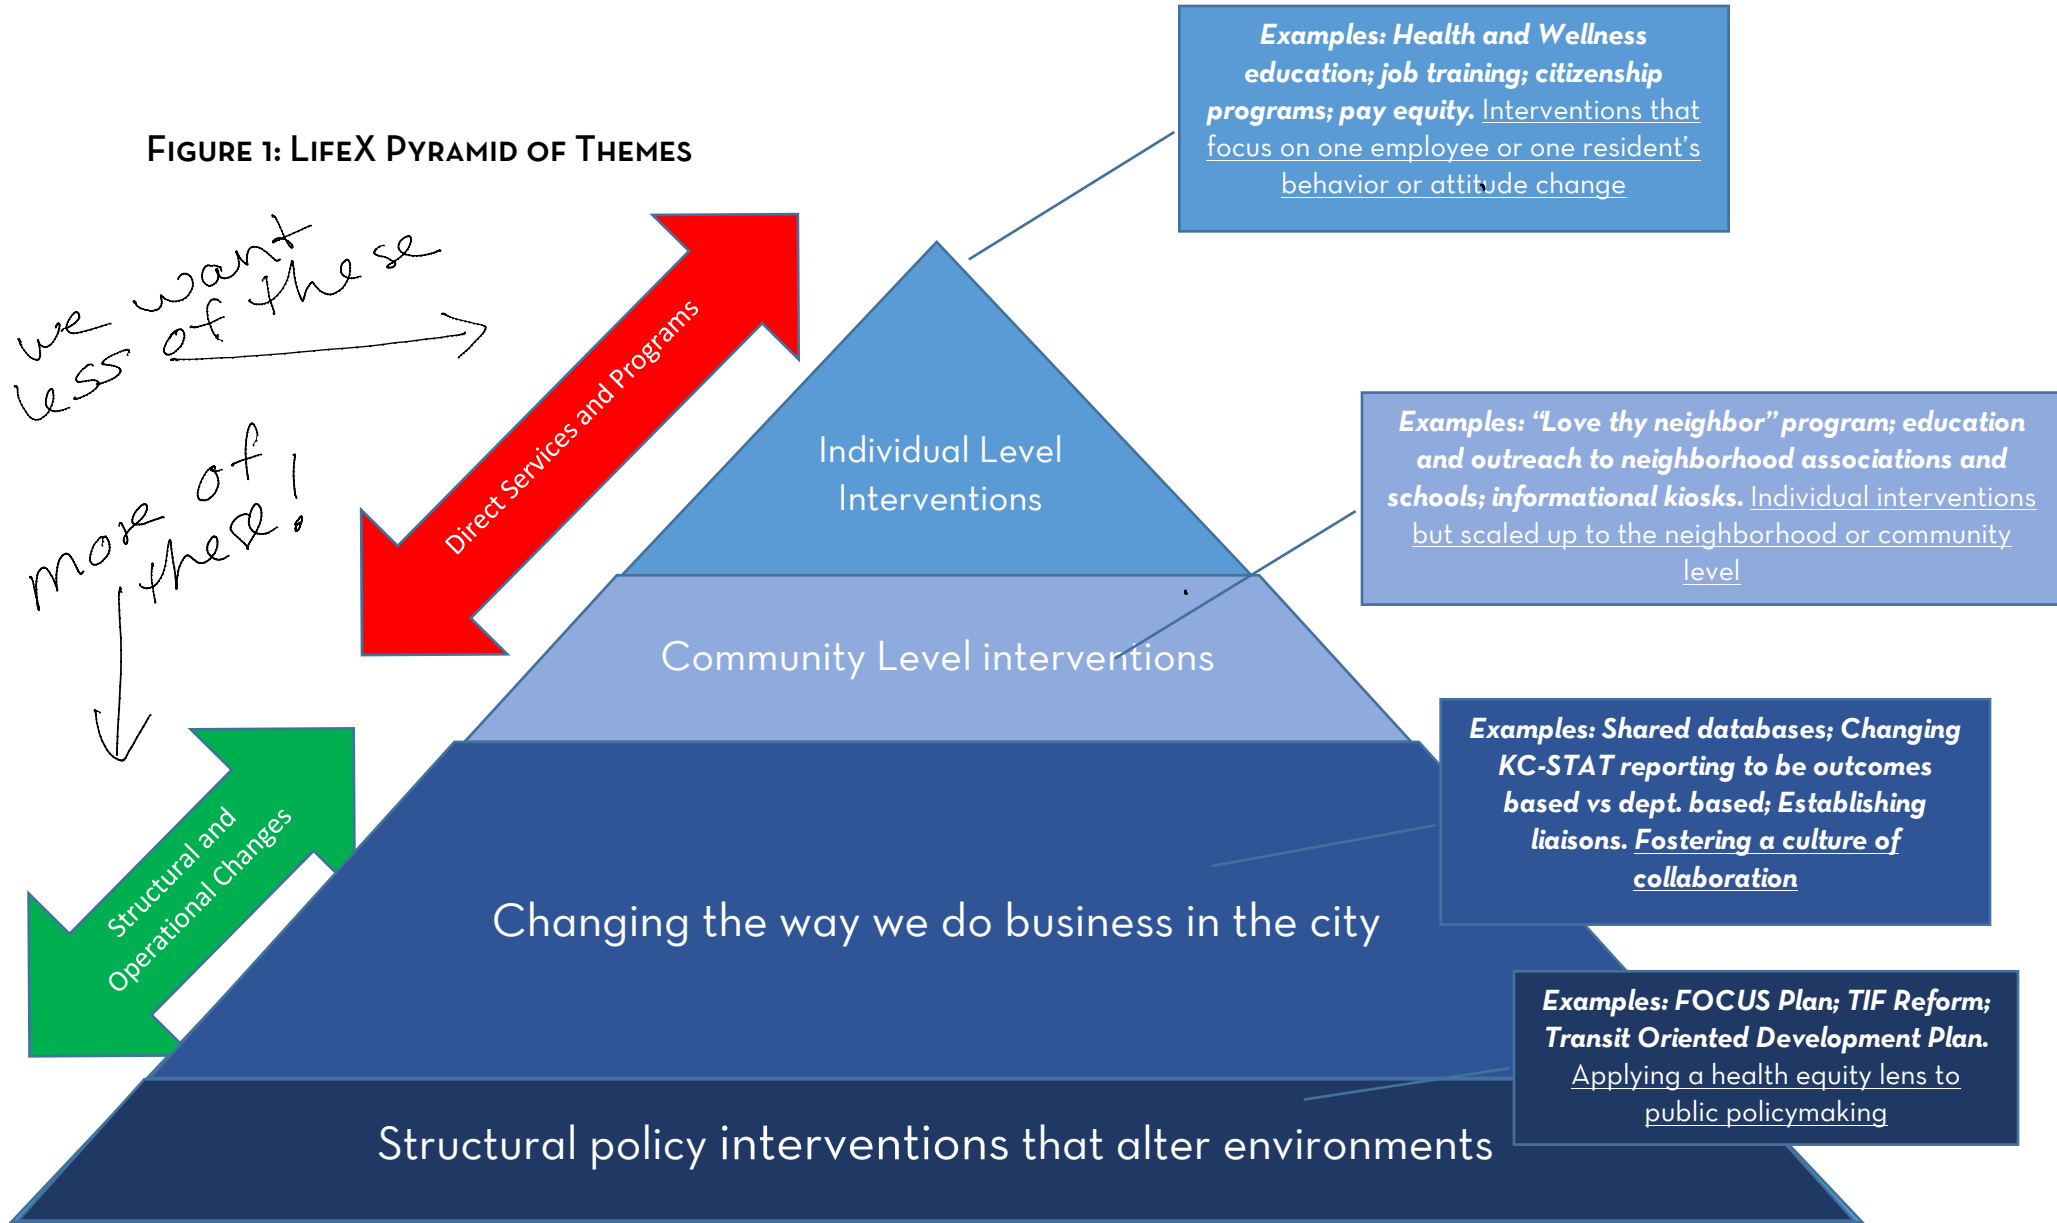 Examples: Health and Wellness
education; job training; citizenship
programs; pay equity. Interventions that
focus on one employee or one resident's
behavior or attitude change
FIGURE 1: LIFEX PYRAMID OF THEMES
we want
less of these
Direct Services and Programs
Individual Level
Interventions
Examples: “Love thy neighbor” program; education
and outreach to neighborhood associations and
schools; informational kiosks. Individual interventions
but scaled up to the neighborhood or community
level
more of
these!
Community Level interventions
Examples: Shared databases; Changing
KC-STAT reporting to be outcomes
based vs dept. based; Establishing
liaisons. Fostering a culture of
collaboration
Structural and
Operational Changes
Changing the way we do business in the city
Examples: FOCUS Plan; TIF Reform;
Transit Oriented Development Plan.
Applying a health equity lens to
public policymaking
Structural policy interventions that alter environments